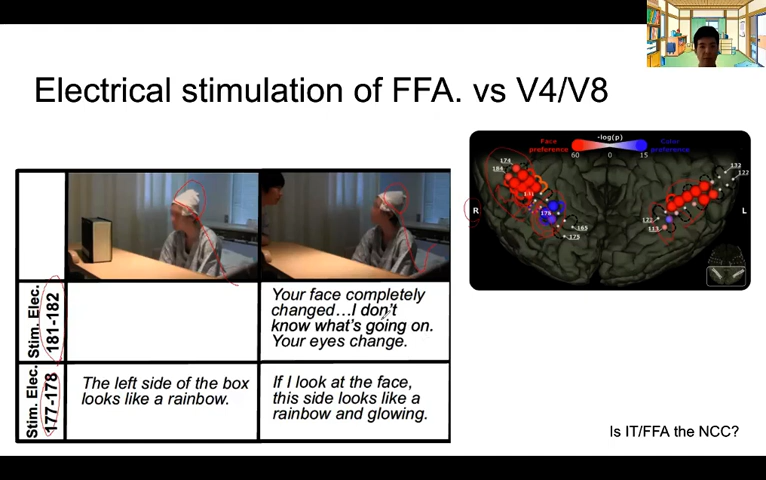 Electrical stimulation of FFA. vs V4/V8
-log(p)
Face preference
Color preference
60 0 15
174
184
181
178
165
175
R
132
122
122
113
L
Stim. Elec. 181-182
Your face completely
changed…I don't
know what's going on.
Your eyes change.
Stim. Elec. 177-178
The left side of the box
looks like a rainbow.
If I look at the face,
this side looks like a
rainbow and glowing.
Is IT/FFA the NCC?